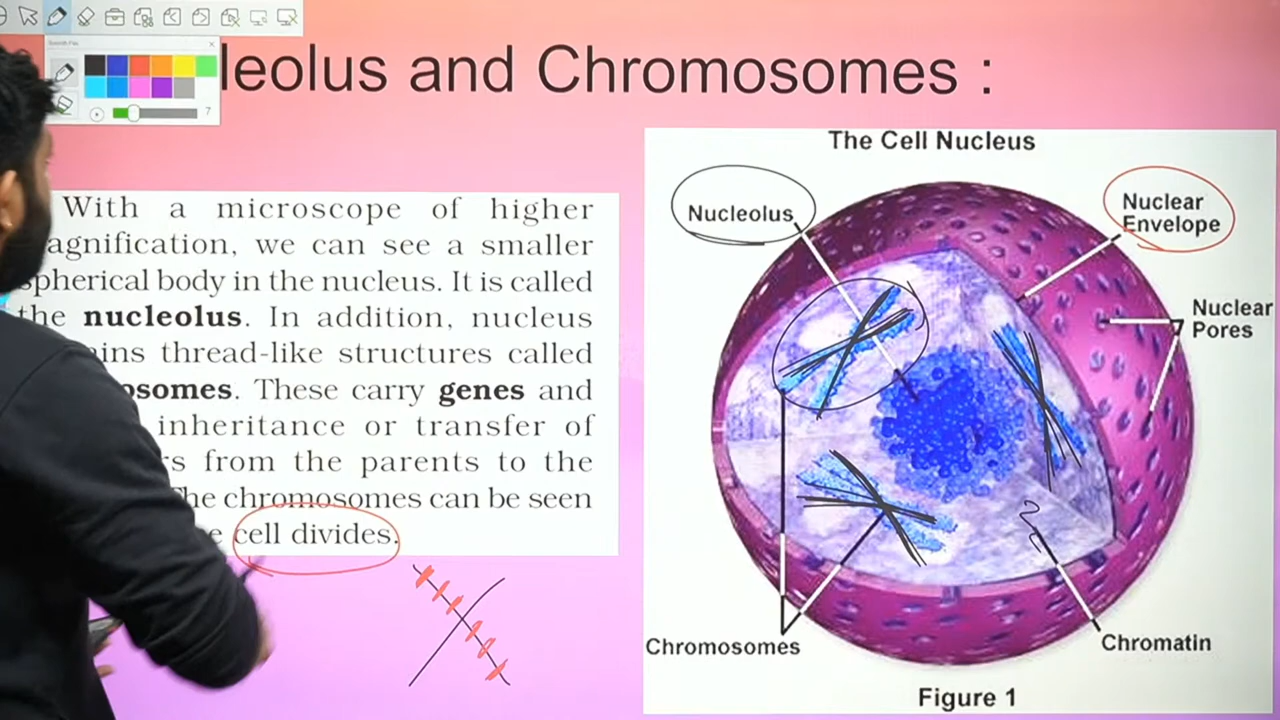 leolus and Chromosomes :
With a microscope of higher
agnification, we can see a smaller
spherical body in the nucleus. It is called
the nucleolus. In addition, nucleus
ins thread-like structures called
osomes. These carry genes and
inheritance or transfer of
rs from the parents to the
The chromosomes can be seen
e cell divides.
The Cell Nucleus
Nucleolus
Nuclear
Envelope
Nuclear
Pores
Chromosomes
Chromatin
Figure 1
7